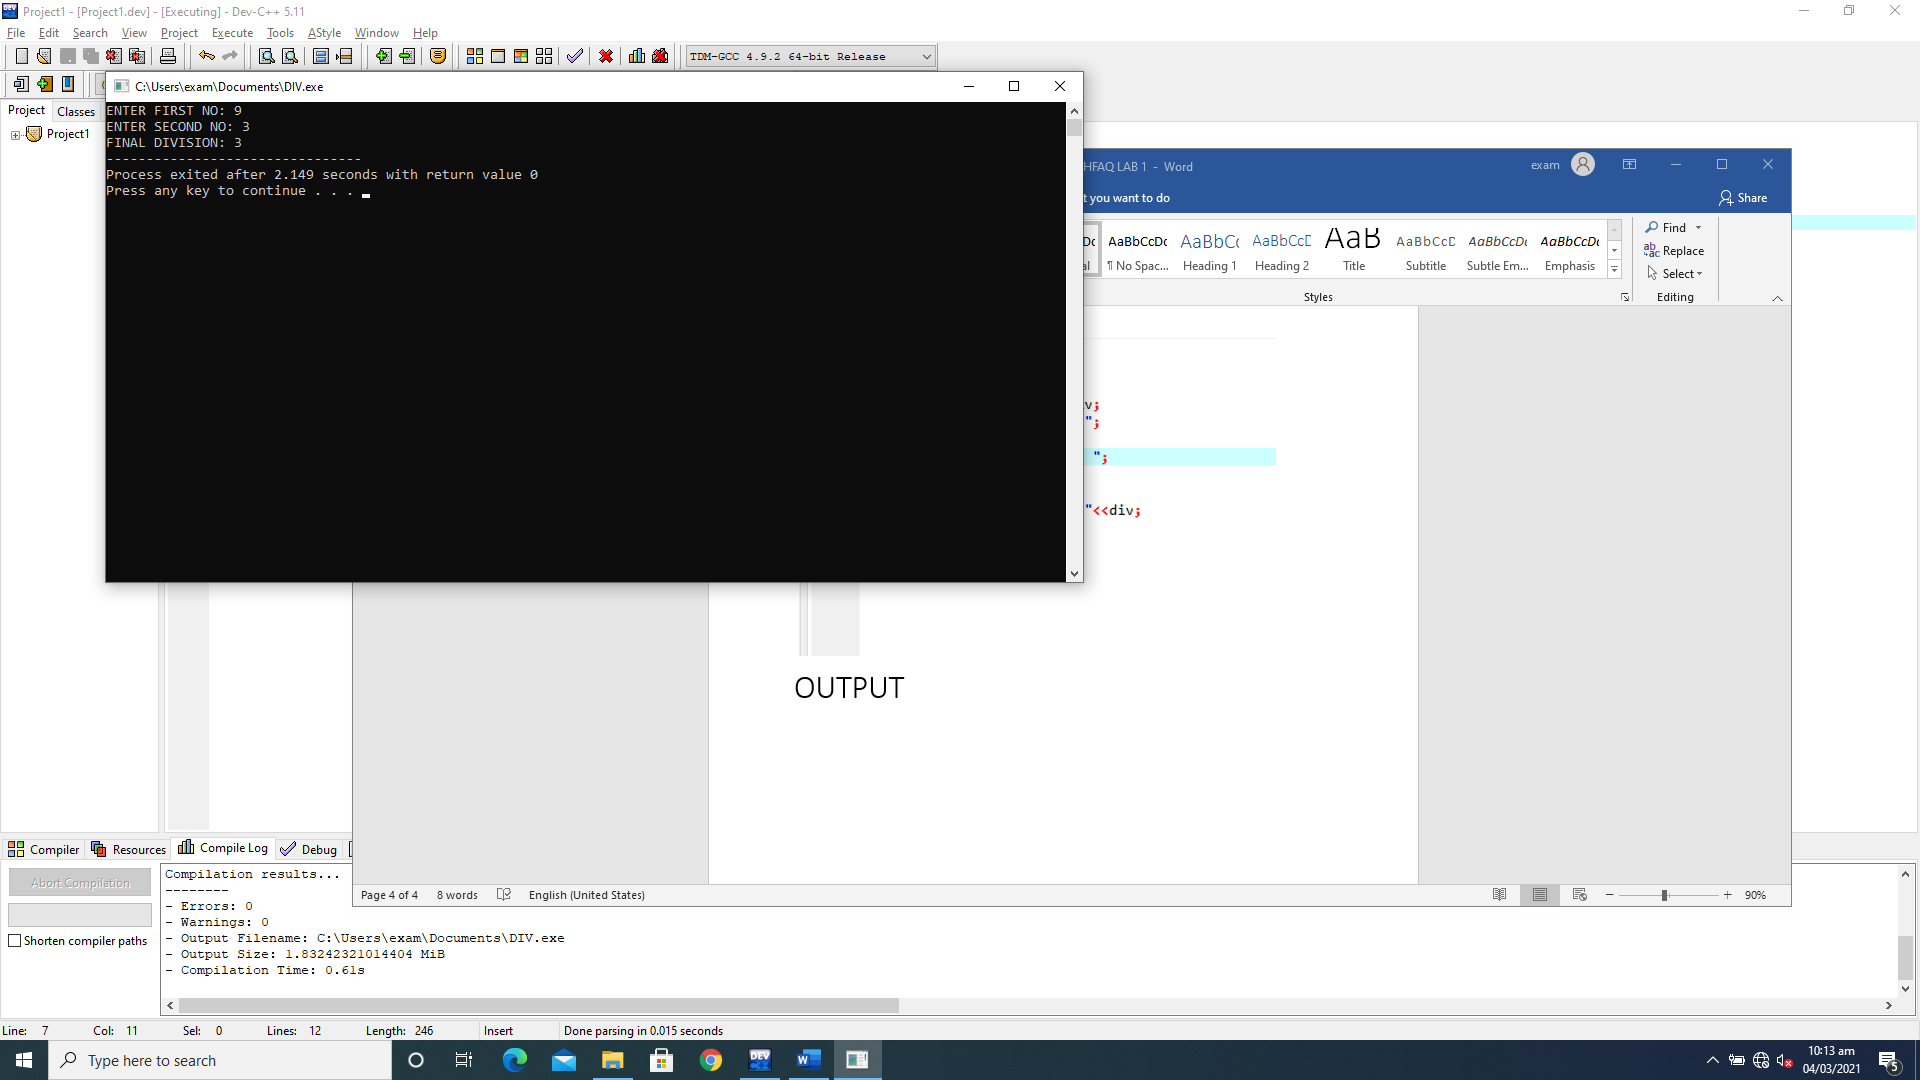 Project1 - [Project1.dev] - [Executing] - Dev-C++ 5.11
File Edit Search View Project Execute Tools AStyle Window Help
TDM-GCC 4.9.2 64-bit Release
Project Classes
Project1
C:\Users\exam\Documents\DIV.exe
ENTER FIRST NO: 9
ENTER SECOND NO: 3
FINAL DIVISION: 3
--------------------------------
Process exited after 2.149 seconds with return value 0
Press any key to continue . . .
HFAQ LAB 1 - Word
exam
t you want to do
Share
AaBbCcDc AaBbCc AaBbCcD AaB AaBbCcD AaBbCcDc AaBbCcDc
¶ No Spac... Heading 1 Heading 2 Title Subtitle Subtle Em... Emphasis
Styles
Find
Replace
Select
Editing
v;
";
";
"<<div;
OUTPUT
Page 4 of 4 8 words English (United States) 90%
Compiler Resources Compile Log Debug
Abort Compilation
Shorten compiler paths
Compilation results...
--------
- Errors: 0
- Warnings: 0
- Output Filename: C:\Users\exam\Documents\DIV.exe
- Output Size: 1.83242321014404 MiB
- Compilation Time: 0.61s
Line: 7 Col: 11 Sel: 0 Lines: 12 Length: 246 Insert Done parsing in 0.015 seconds
Type here to search
10:13 am
04/03/2021
5